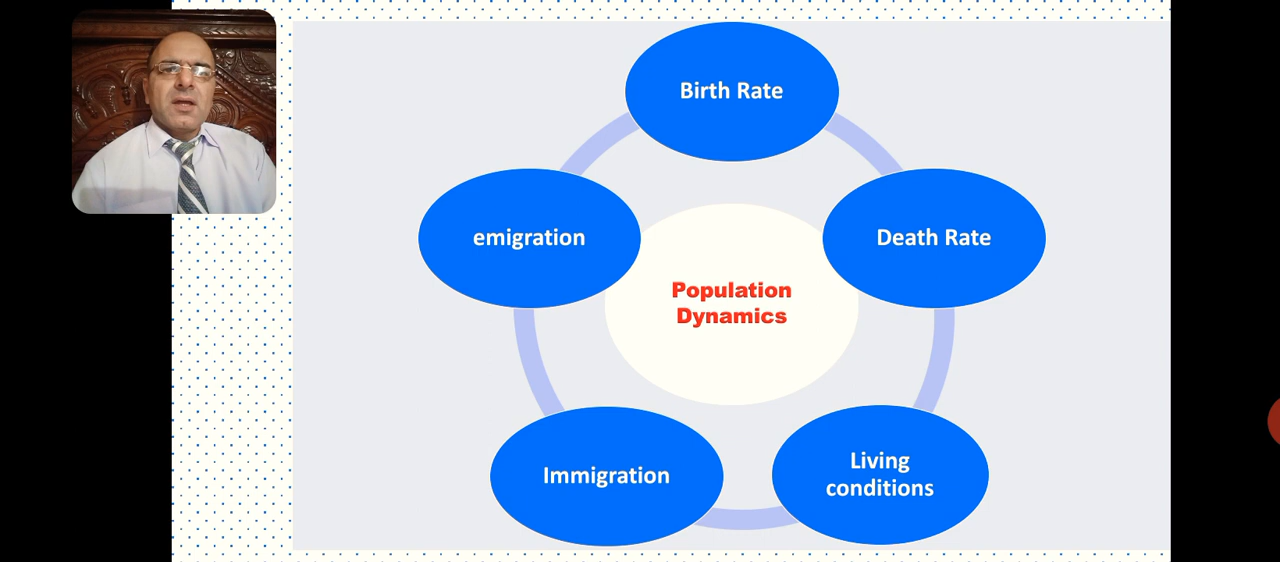 Birth Rate
emigration
Death Rate
Population
Dynamics
Immigration
Living
conditions